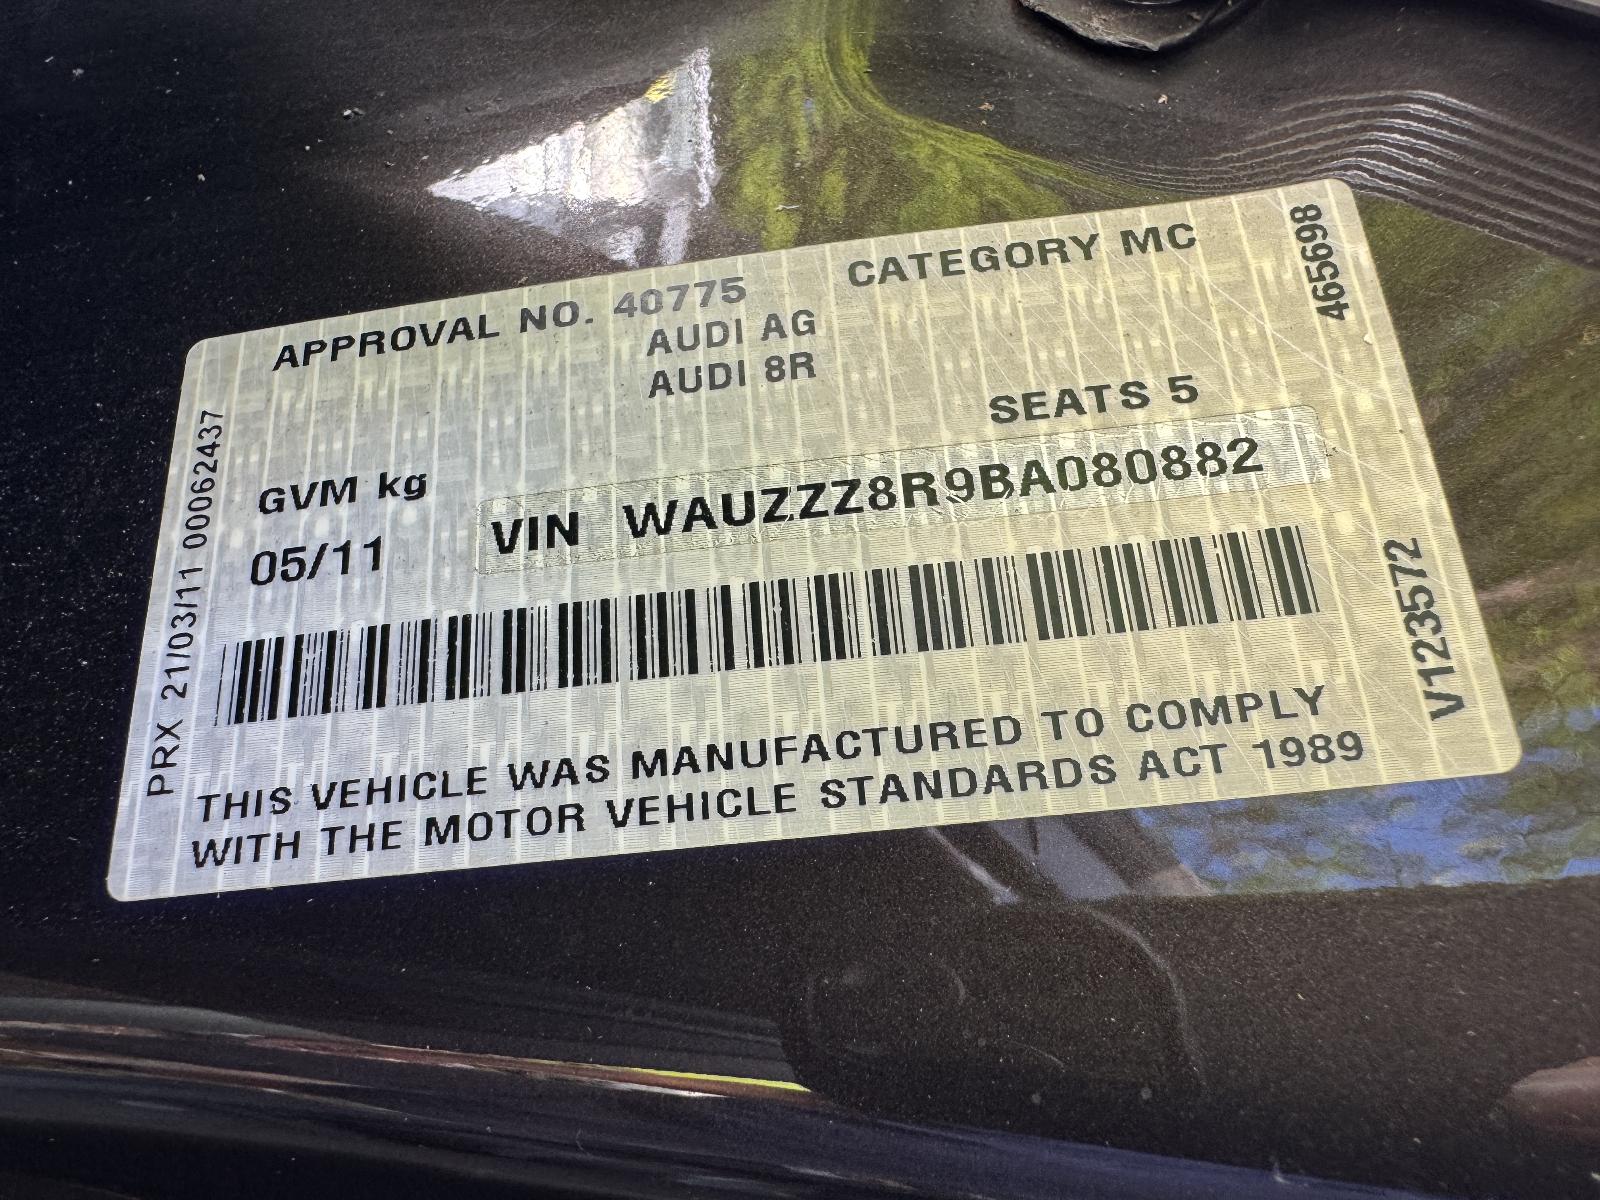 APPROVAL NO. 40775 CATEGORY MC
AUDI AG
AUDI 8R
SEATS 5
GVM kg
05/11
VIN WAUZZZ8R9BA080882
THIS VEHICLE WAS MANUFACTURED TO COMPLY
WITH THE MOTOR VEHICLE STANDARDS ACT 1989
PRX 21/03/11 00062437
465698
V123572